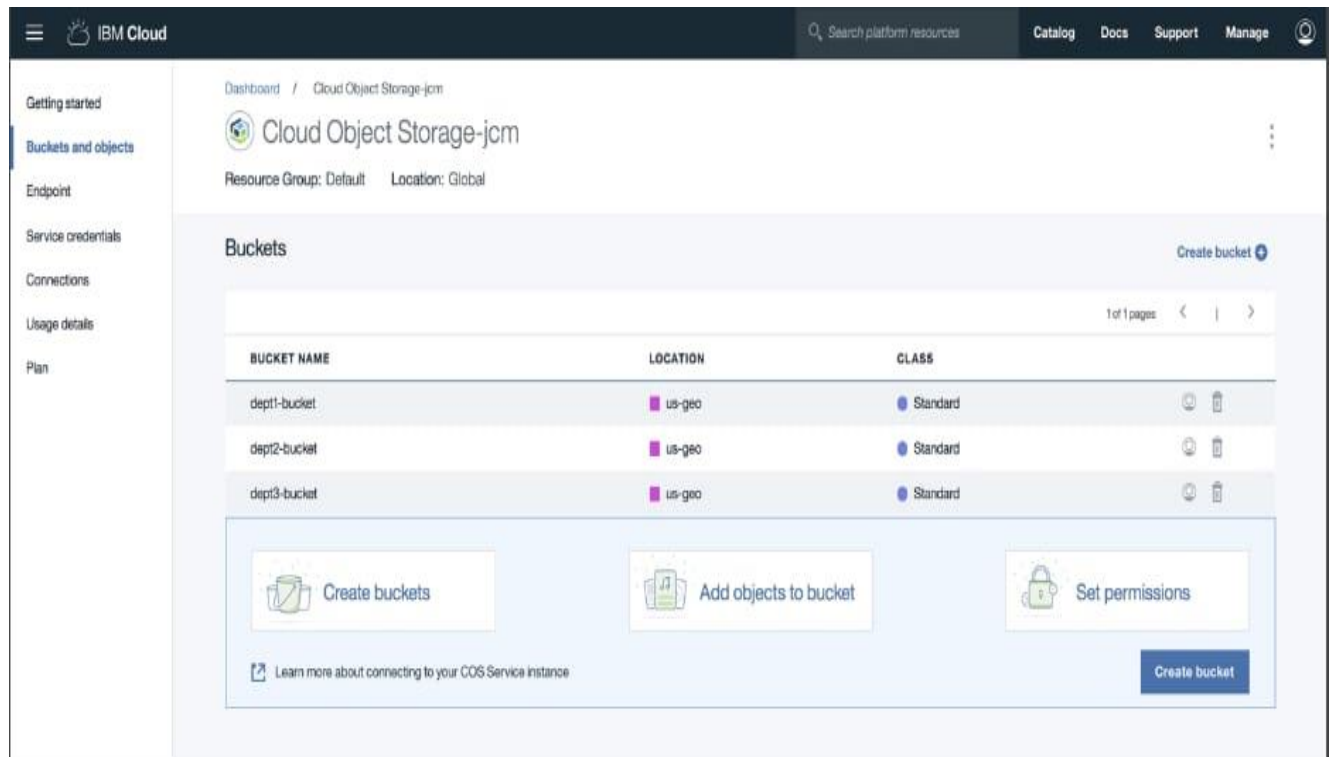 IBM Cloud
Search platform resources
Catalog Docs Support Manage
Getting started
Buckets and objects
Endpoint
Service credentials
Connections
Usage details
Plan
Dashboard / Cloud Object Storage-jcm
Cloud Object Storage-jcm
Resource Group: Default Location: Global
Buckets
Create bucket
1 of 1 pages
BUCKET NAME LOCATION CLASS
dept1-bucket us-geo Standard
dept2-bucket us-geo Standard
dept3-bucket us-geo Standard
Create buckets
Add objects to bucket
Set permissions
Learn more about connecting to your COS Service instance
Create bucket